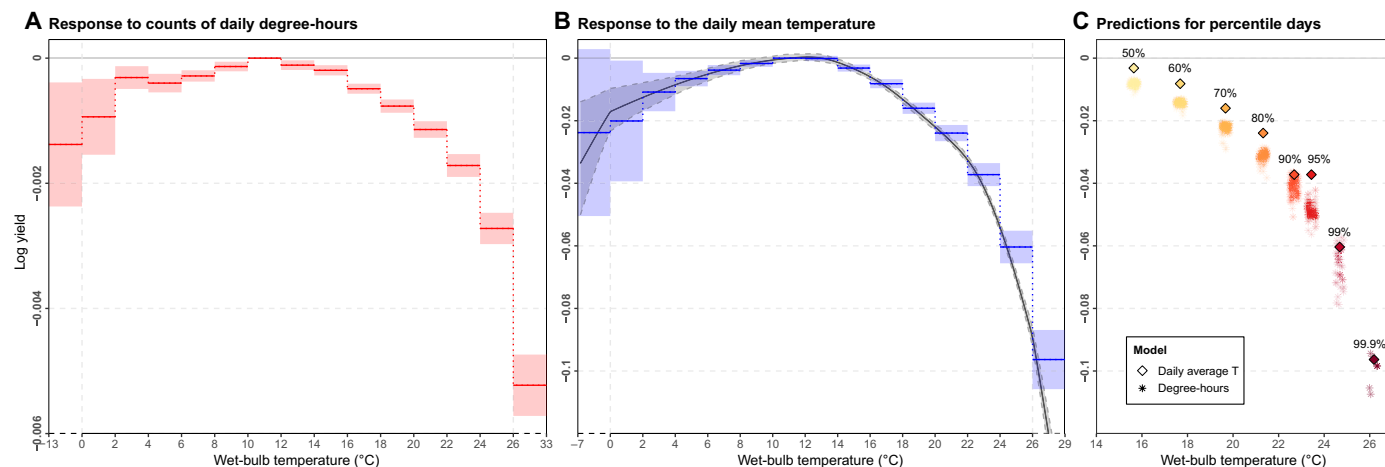 A Response to counts of daily degree-hours
Log yield
0
−0.002
−0.004
−0.006
−13 0 2 4 6 8 10 12 14 16 18 20 22 24 26 33
Wet-bulb temperature (°C)
B Response to the daily mean temperature
0
−0.02
−0.04
−0.06
−0.08
−0.1
−7 0 2 4 6 8 10 12 14 16 18 20 22 24 26 29
Wet-bulb temperature (°C)
C Predictions for percentile days
0
50%
60%
70%
80%
90% 95%
99%
99.9%
−0.02
−0.04
−0.06
−0.08
−0.1
Model
Daily average T
Degree-hours
14 16 18 20 22 24 26
Wet-bulb temperature (°C)